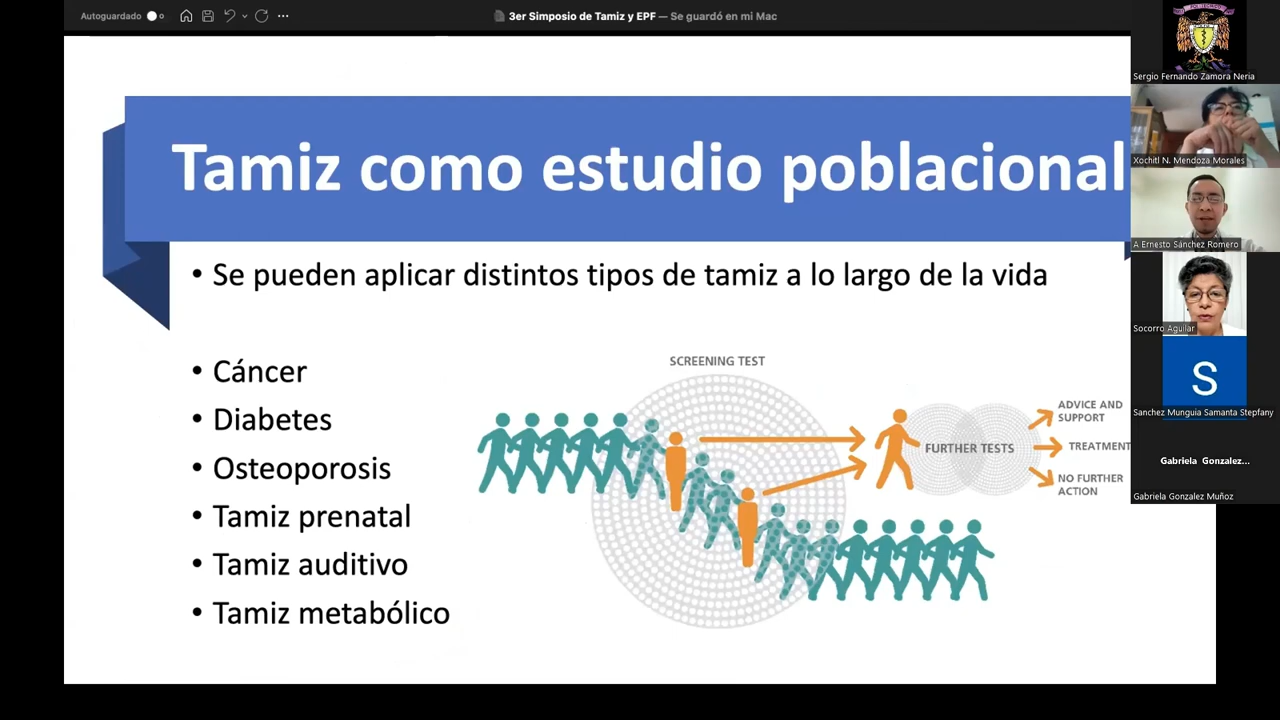 Autoguardado
3er Simposio de Tamiz y EPF — Se guardó en mi Mac
Tamiz como estudio poblacional
• Se pueden aplicar distintos tipos de tamiz a lo largo de la vida
• Cáncer
• Diabetes
• Osteoporosis
• Tamiz prenatal
• Tamiz auditivo
• Tamiz metabólico
SCREENING TEST
FURTHER TESTS
ADVICE AND
SUPPORT
TREATMENT
NO FURTHER
ACTION
Sergio Fernando Zamora Neria
Xochitl N. Mendoza Morales
A Ernesto Sánchez Romero
Socorro Aguilar
S
Sanchez Munguia Samanta Stepfany
Gabriela Gonzalez...
Gabriela Gonzalez Muñoz